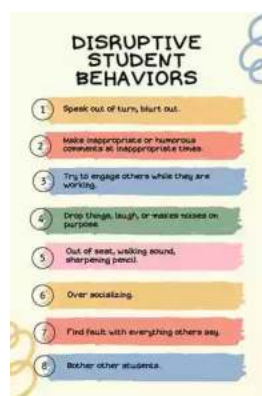 DISRUPTIVE
STUDENT
BEHAVIORS
1 Speak out of turn, blurt out.
2 Make inappropriate or humorous
comments at inapppropriate times.
3 Try to engage others while they are
working.
4 Drop things, laugh, or makes noises on
purpose.
5 Out of seat, walking around,
sharpening pencil.
6 Over socializing.
7 Find fault with everything others say.
8 Bother other students.